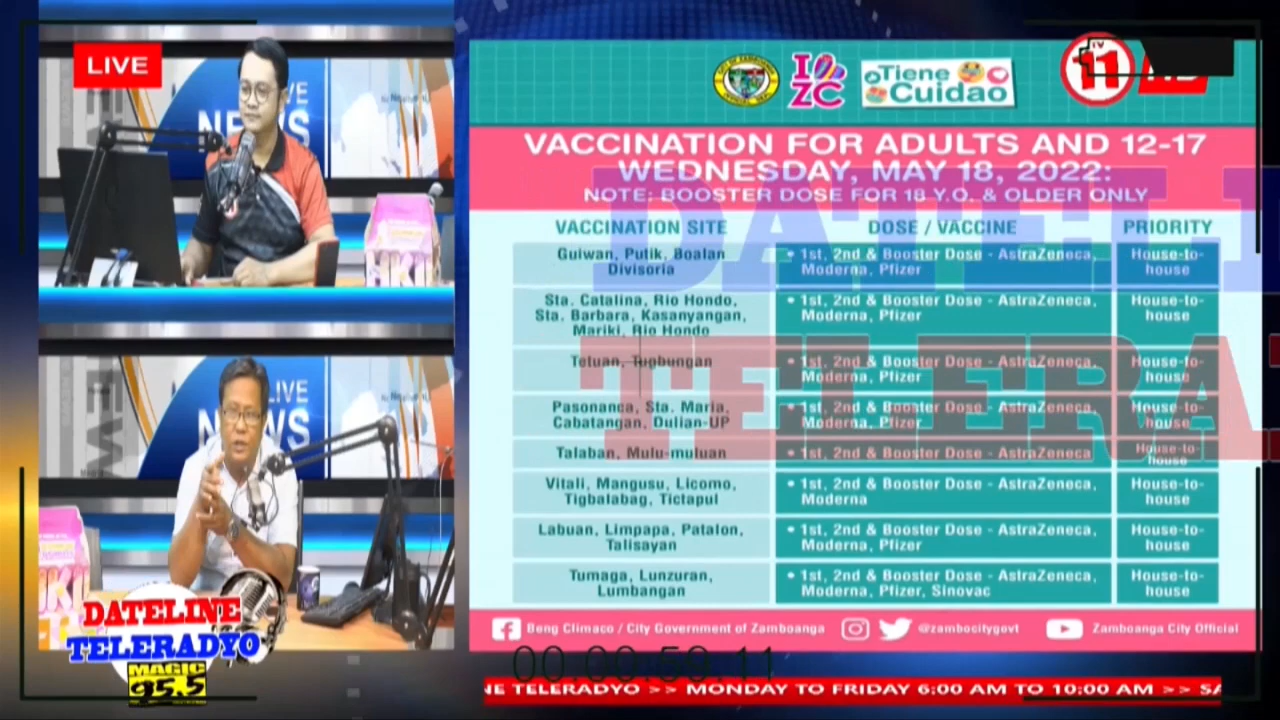 LIVE
LIVE
NEWS
LIVE
NEWS
DATELINE
TELERADYO
MAGIC
95.5
I
ZC
Tiene
Cuidao
TV
11
HD
VACCINATION FOR ADULTS AND 12-17
WEDNESDAY, MAY 18, 2022:
NOTE: BOOSTER DOSE FOR 18 Y.O. & OLDER ONLY
VACCINATION SITE DOSE / VACCINE PRIORITY
Guiwan, Putik, Boalan
Divisoria
• 1st, 2nd & Booster Dose - AstraZeneca,
Moderna, Pfizer
House-to-
house
Sta. Catalina, Rio Hondo,
Sta. Barbara, Kasanyangan,
Mariki, Rio Hondo
• 1st, 2nd & Booster Dose - AstraZeneca,
Moderna, Pfizer
House-to-
house
Tetuan, Tugbungan
• 1st, 2nd & Booster Dose - AstraZeneca,
Moderna, Pfizer
House-to-
house
Pasonanca, Sta. Maria,
Cabatangan, Dulian-UP
• 1st, 2nd & Booster Dose - AstraZeneca,
Moderna, Pfizer
House-to-
house
Talaban, Mulu-muluan
• 1st, 2nd & Booster Dose - AstraZeneca,
House-to-
house
Vitali, Mangusu, Licomo,
Tigbalabag, Tictapul
• 1st, 2nd & Booster Dose - AstraZeneca,
Moderna
House-to-
house
Labuan, Limpapa, Patalon,
Talisayan
• 1st, 2nd & Booster Dose - AstraZeneca,
Moderna, Pfizer
House-to-
house
Tumaga, Lunzuran,
Lumbangan
• 1st, 2nd & Booster Dose - AstraZeneca,
Moderna, Pfizer, Sinovac
House-to-
house
DATELI
TELERA
Beng Climaco / City Government of Zamboanga @zambocitygovt Zamboanga City Official
00:00:59:11
NE TELERADYO >> MONDAY TO FRIDAY 6:00 AM TO 10:00 AM >> SA